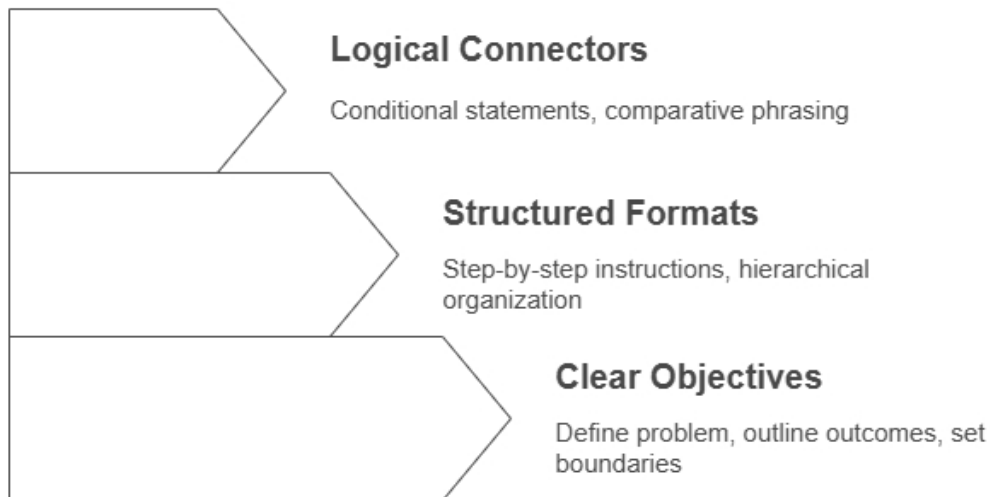 Logical Connectors
Conditional statements, comparative phrasing
Structured Formats
Step-by-step instructions, hierarchical
organization
Clear Objectives
Define problem, outline outcomes, set
boundaries